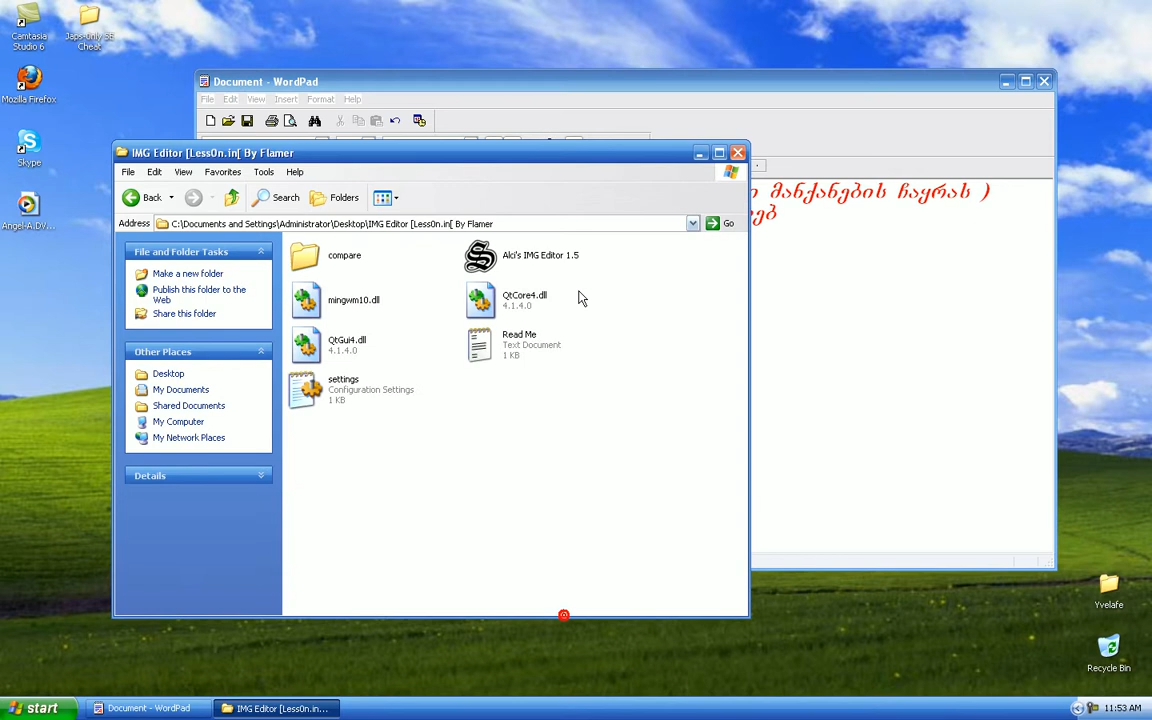 Camtasia
Studio 6
Japs-Only SE
Cheat
Mozilla Firefox
Skype
Angel-A.DV...
Document - WordPad
File Edit View Insert Format Help
ი მანქანების ჩაყრას )
ებ
IMG Editor [Less0n.in[ By Flamer
File Edit View Favorites Tools Help
Back Search Folders
Address C:\Documents and Settings\Administrator\Desktop\IMG Editor [Less0n.in[ By Flamer Go
File and Folder Tasks
Make a new folder
Publish this folder to the
Web
Share this folder
Other Places
Desktop
My Documents
Shared Documents
My Computer
My Network Places
Details
compare
Alci's IMG Editor 1.5
mingwm10.dll
QtCore4.dll
4.1.4.0
QtGui4.dll
4.1.4.0
Read Me
Text Document
1 KB
settings
Configuration Settings
1 KB
Yvelafe
Recycle Bin
start
Document - WordPad
IMG Editor [Less0n.in...
11:53 AM